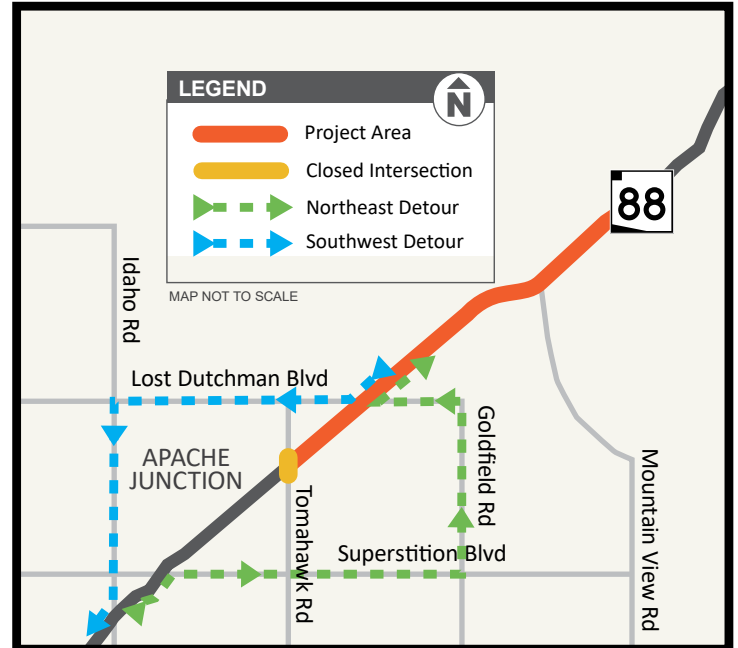 LEGEND
N
Project Area
Closed Intersection
Northeast Detour
Southwest Detour
MAP NOT TO SCALE
88
Idaho Rd
Lost Dutchman Blvd
APACHE
JUNCTION
Tomahawk Rd
Goldfield Rd
Superstition Blvd
Mountain View Rd